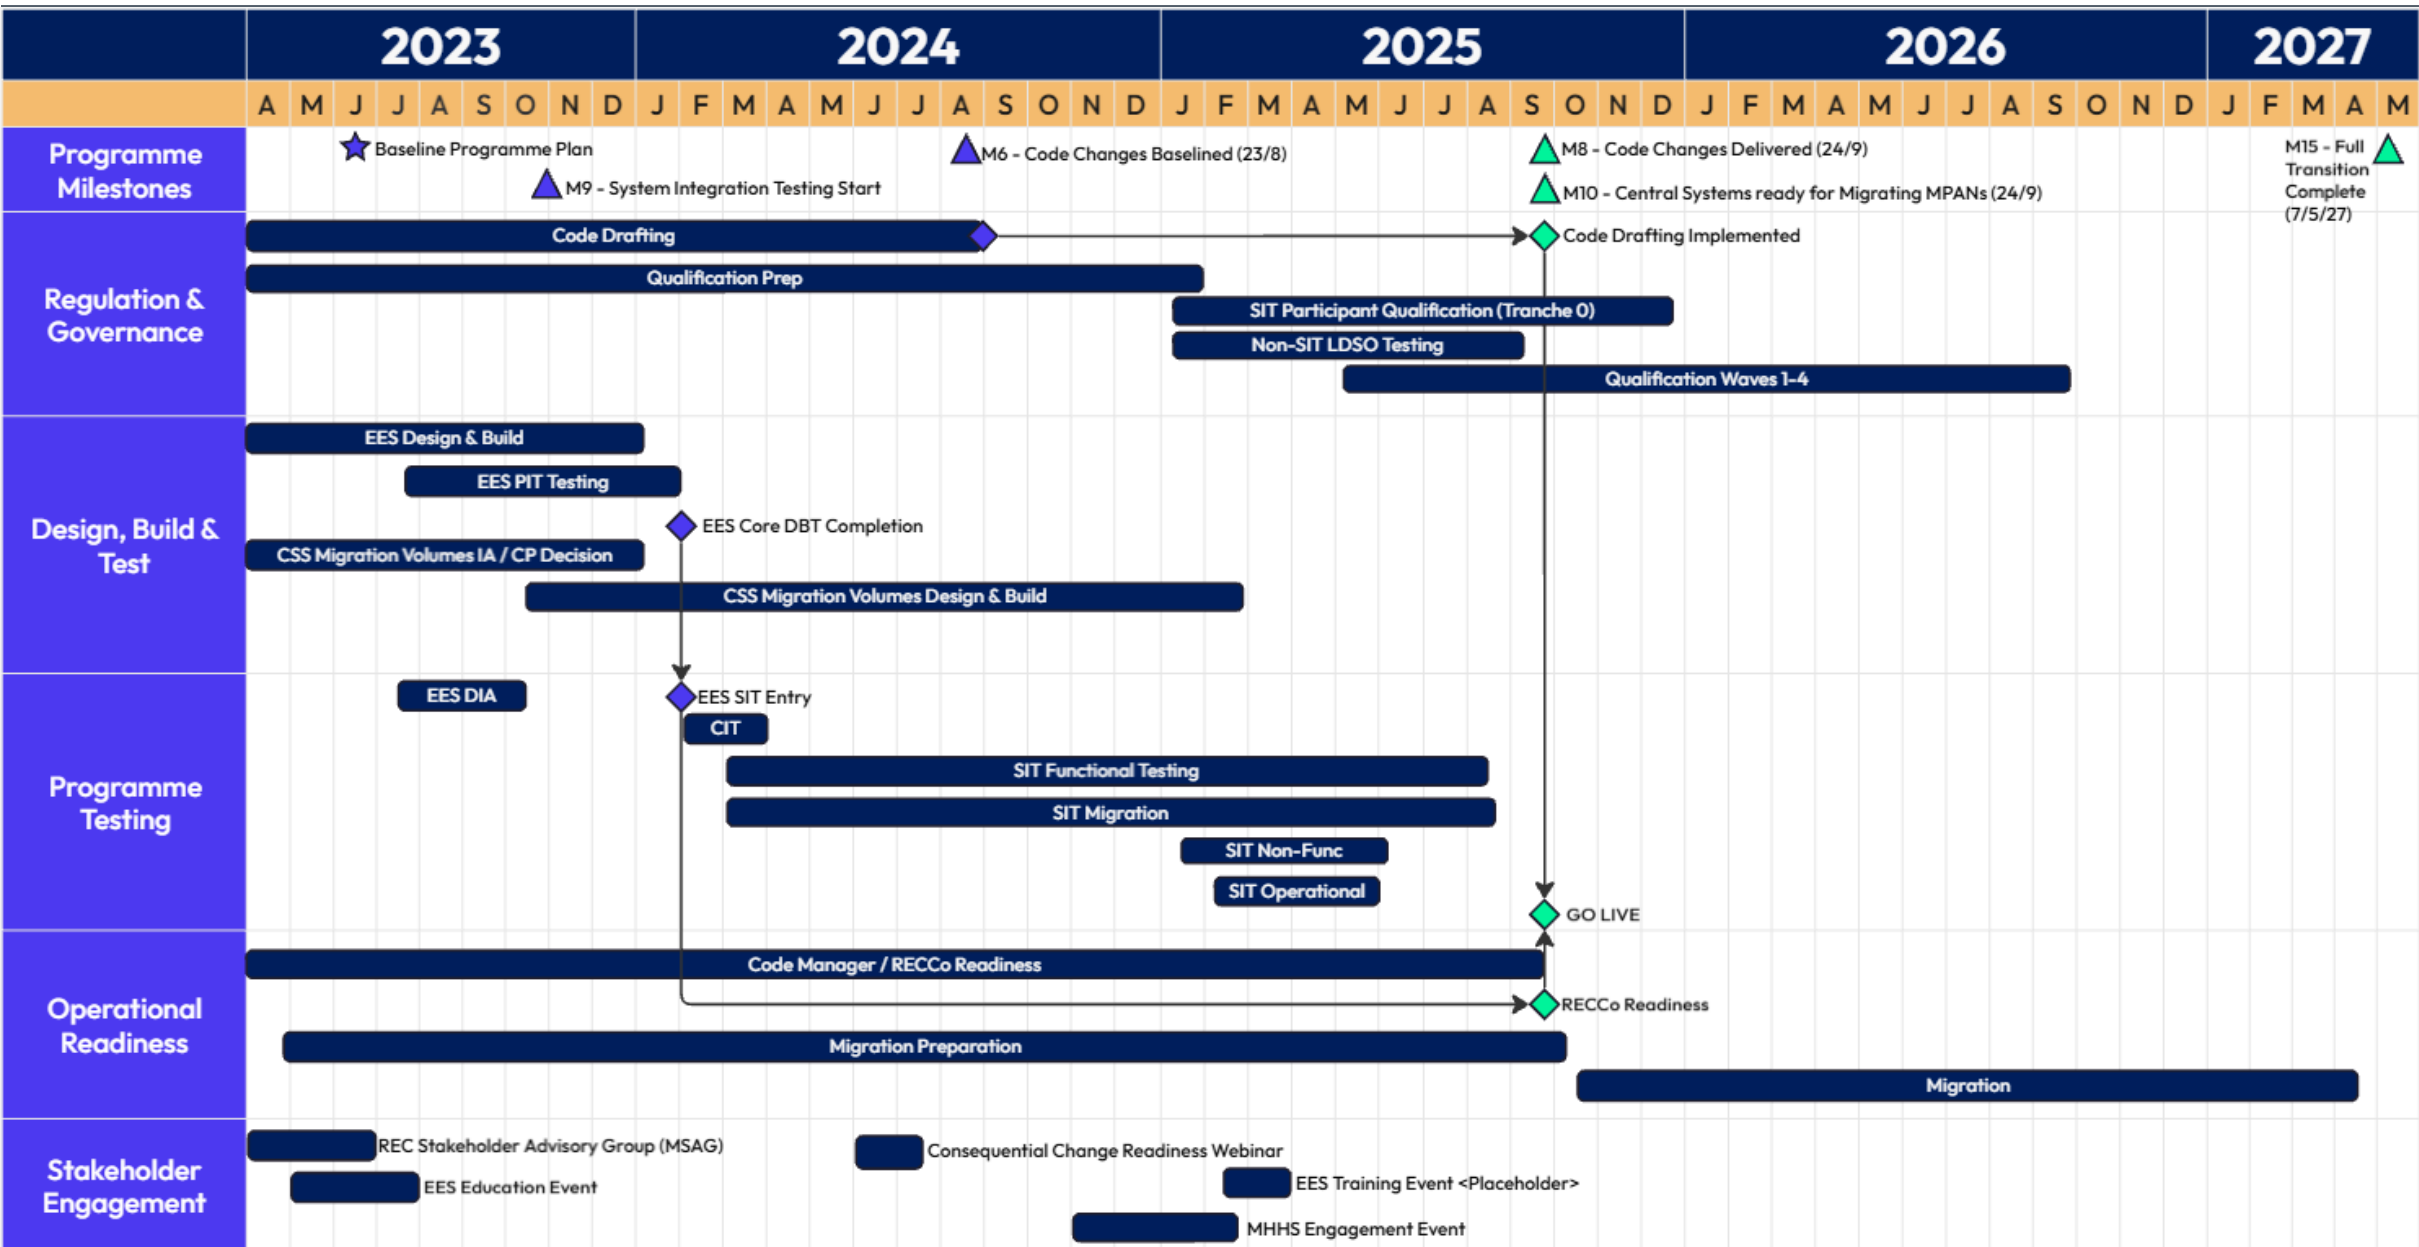 2023 2024 2025 2026 2027
A M J J A S O N D J F M A M J J A S O N D J F M A M J J A S O N D J F M A M J J A S O N D J F M A M
Programme
Milestones
Baseline Programme Plan
M9 - System Integration Testing Start
M6 - Code Changes Baselined (23/8)
M8 - Code Changes Delivered (24/9)
M10 - Central Systems ready for Migrating MPANs (24/9)
M15 - Full
Transition
Complete
(7/5/27)
Regulation &
Governance
Code Drafting
Code Drafting Implemented
Qualification Prep
SIT Participant Qualification (Tranche 0)
Non-SIT LDSO Testing
Qualification Waves 1-4
Design, Build &
Test
EES Design & Build
EES PIT Testing
EES Core DBT Completion
CSS Migration Volumes IA / CP Decision
CSS Migration Volumes Design & Build
Programme
Testing
EES DIA
EES SIT Entry
CIT
SIT Functional Testing
SIT Migration
SIT Non-Func
SIT Operational
GO LIVE
Operational
Readiness
Code Manager / RECCo Readiness
RECCo Readiness
Migration Preparation
Migration
Stakeholder
Engagement
REC Stakeholder Advisory Group (MSAG)
EES Education Event
Consequential Change Readiness Webinar
EES Training Event <Placeholder>
MHHS Engagement Event